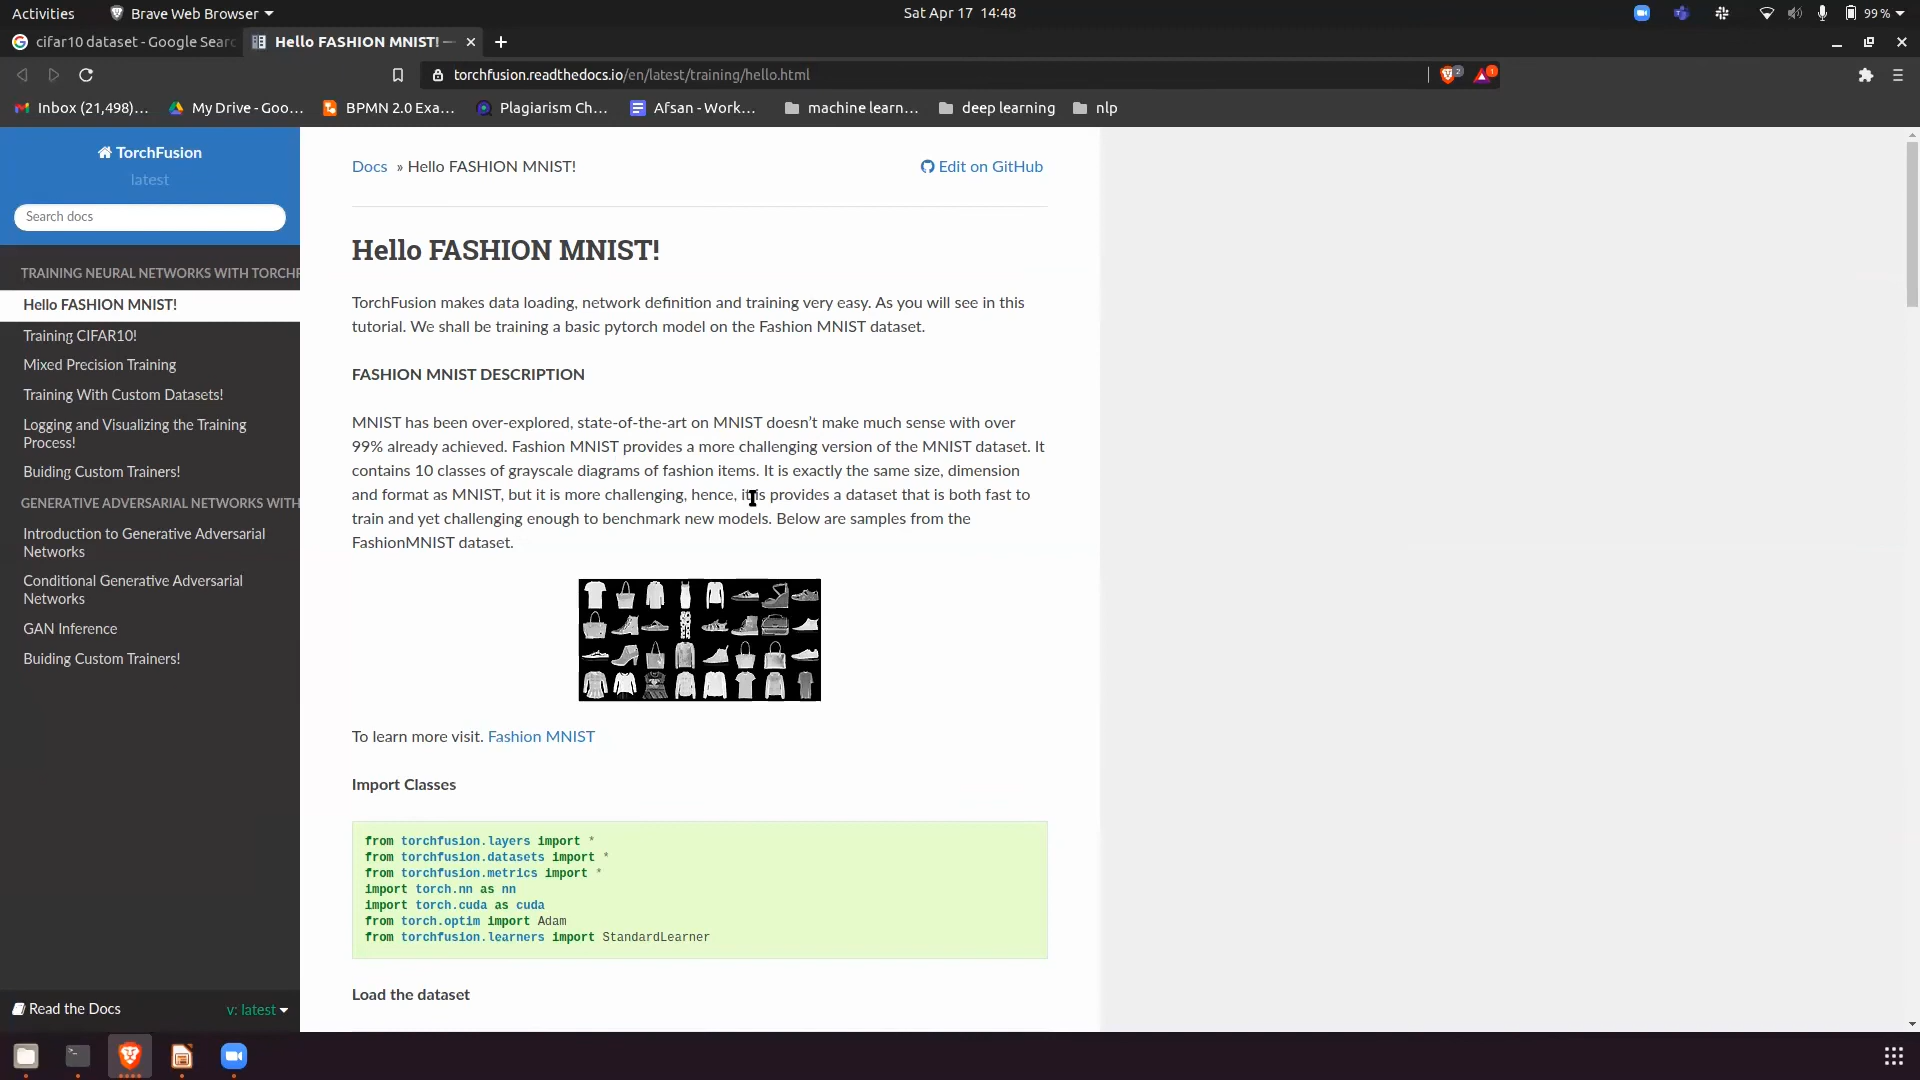 Activities
Brave Web Browser
Sat Apr 17  14:48
99 %
cifar10 dataset - Google Searc
Hello FASHION MNIST! —
torchfusion.readthedocs.io/en/latest/training/hello.html
2
1
Inbox (21,498)...
My Drive - Goo...
BPMN 2.0 Exa...
Plagiarism Ch...
Afsan - Work...
machine learn...
deep learning
nlp
TorchFusion
latest
Search docs
TRAINING NEURAL NETWORKS WITH TORCHF
Hello FASHION MNIST!
Training CIFAR10!
Mixed Precision Training
Training With Custom Datasets!
Logging and Visualizing the Training
Process!
Buiding Custom Trainers!
GENERATIVE ADVERSARIAL NETWORKS WITH
Introduction to Generative Adversarial
Networks
Conditional Generative Adversarial
Networks
GAN Inference
Buiding Custom Trainers!
Read the Docs
v: latest
Docs » Hello FASHION MNIST!
Edit on GitHub
Hello FASHION MNIST!
TorchFusion makes data loading, network definition and training very easy. As you will see in this
tutorial. We shall be training a basic pytorch model on the Fashion MNIST dataset.
FASHION MNIST DESCRIPTION
MNIST has been over-explored, state-of-the-art on MNIST doesn’t make much sense with over
99% already achieved. Fashion MNIST provides a more challenging version of the MNIST dataset. It
contains 10 classes of grayscale diagrams of fashion items. It is exactly the same size, dimension
and format as MNIST, but it is more challenging, hence, it is provides a dataset that is both fast to
train and yet challenging enough to benchmark new models. Below are samples from the
FashionMNIST dataset.
To learn more visit. Fashion MNIST
Import Classes
from torchfusion.layers import *
from torchfusion.datasets import *
from torchfusion.metrics import *
import torch.nn as nn
import torch.cuda as cuda
from torch.optim import Adam
from torchfusion.learners import StandardLearner
Load the dataset